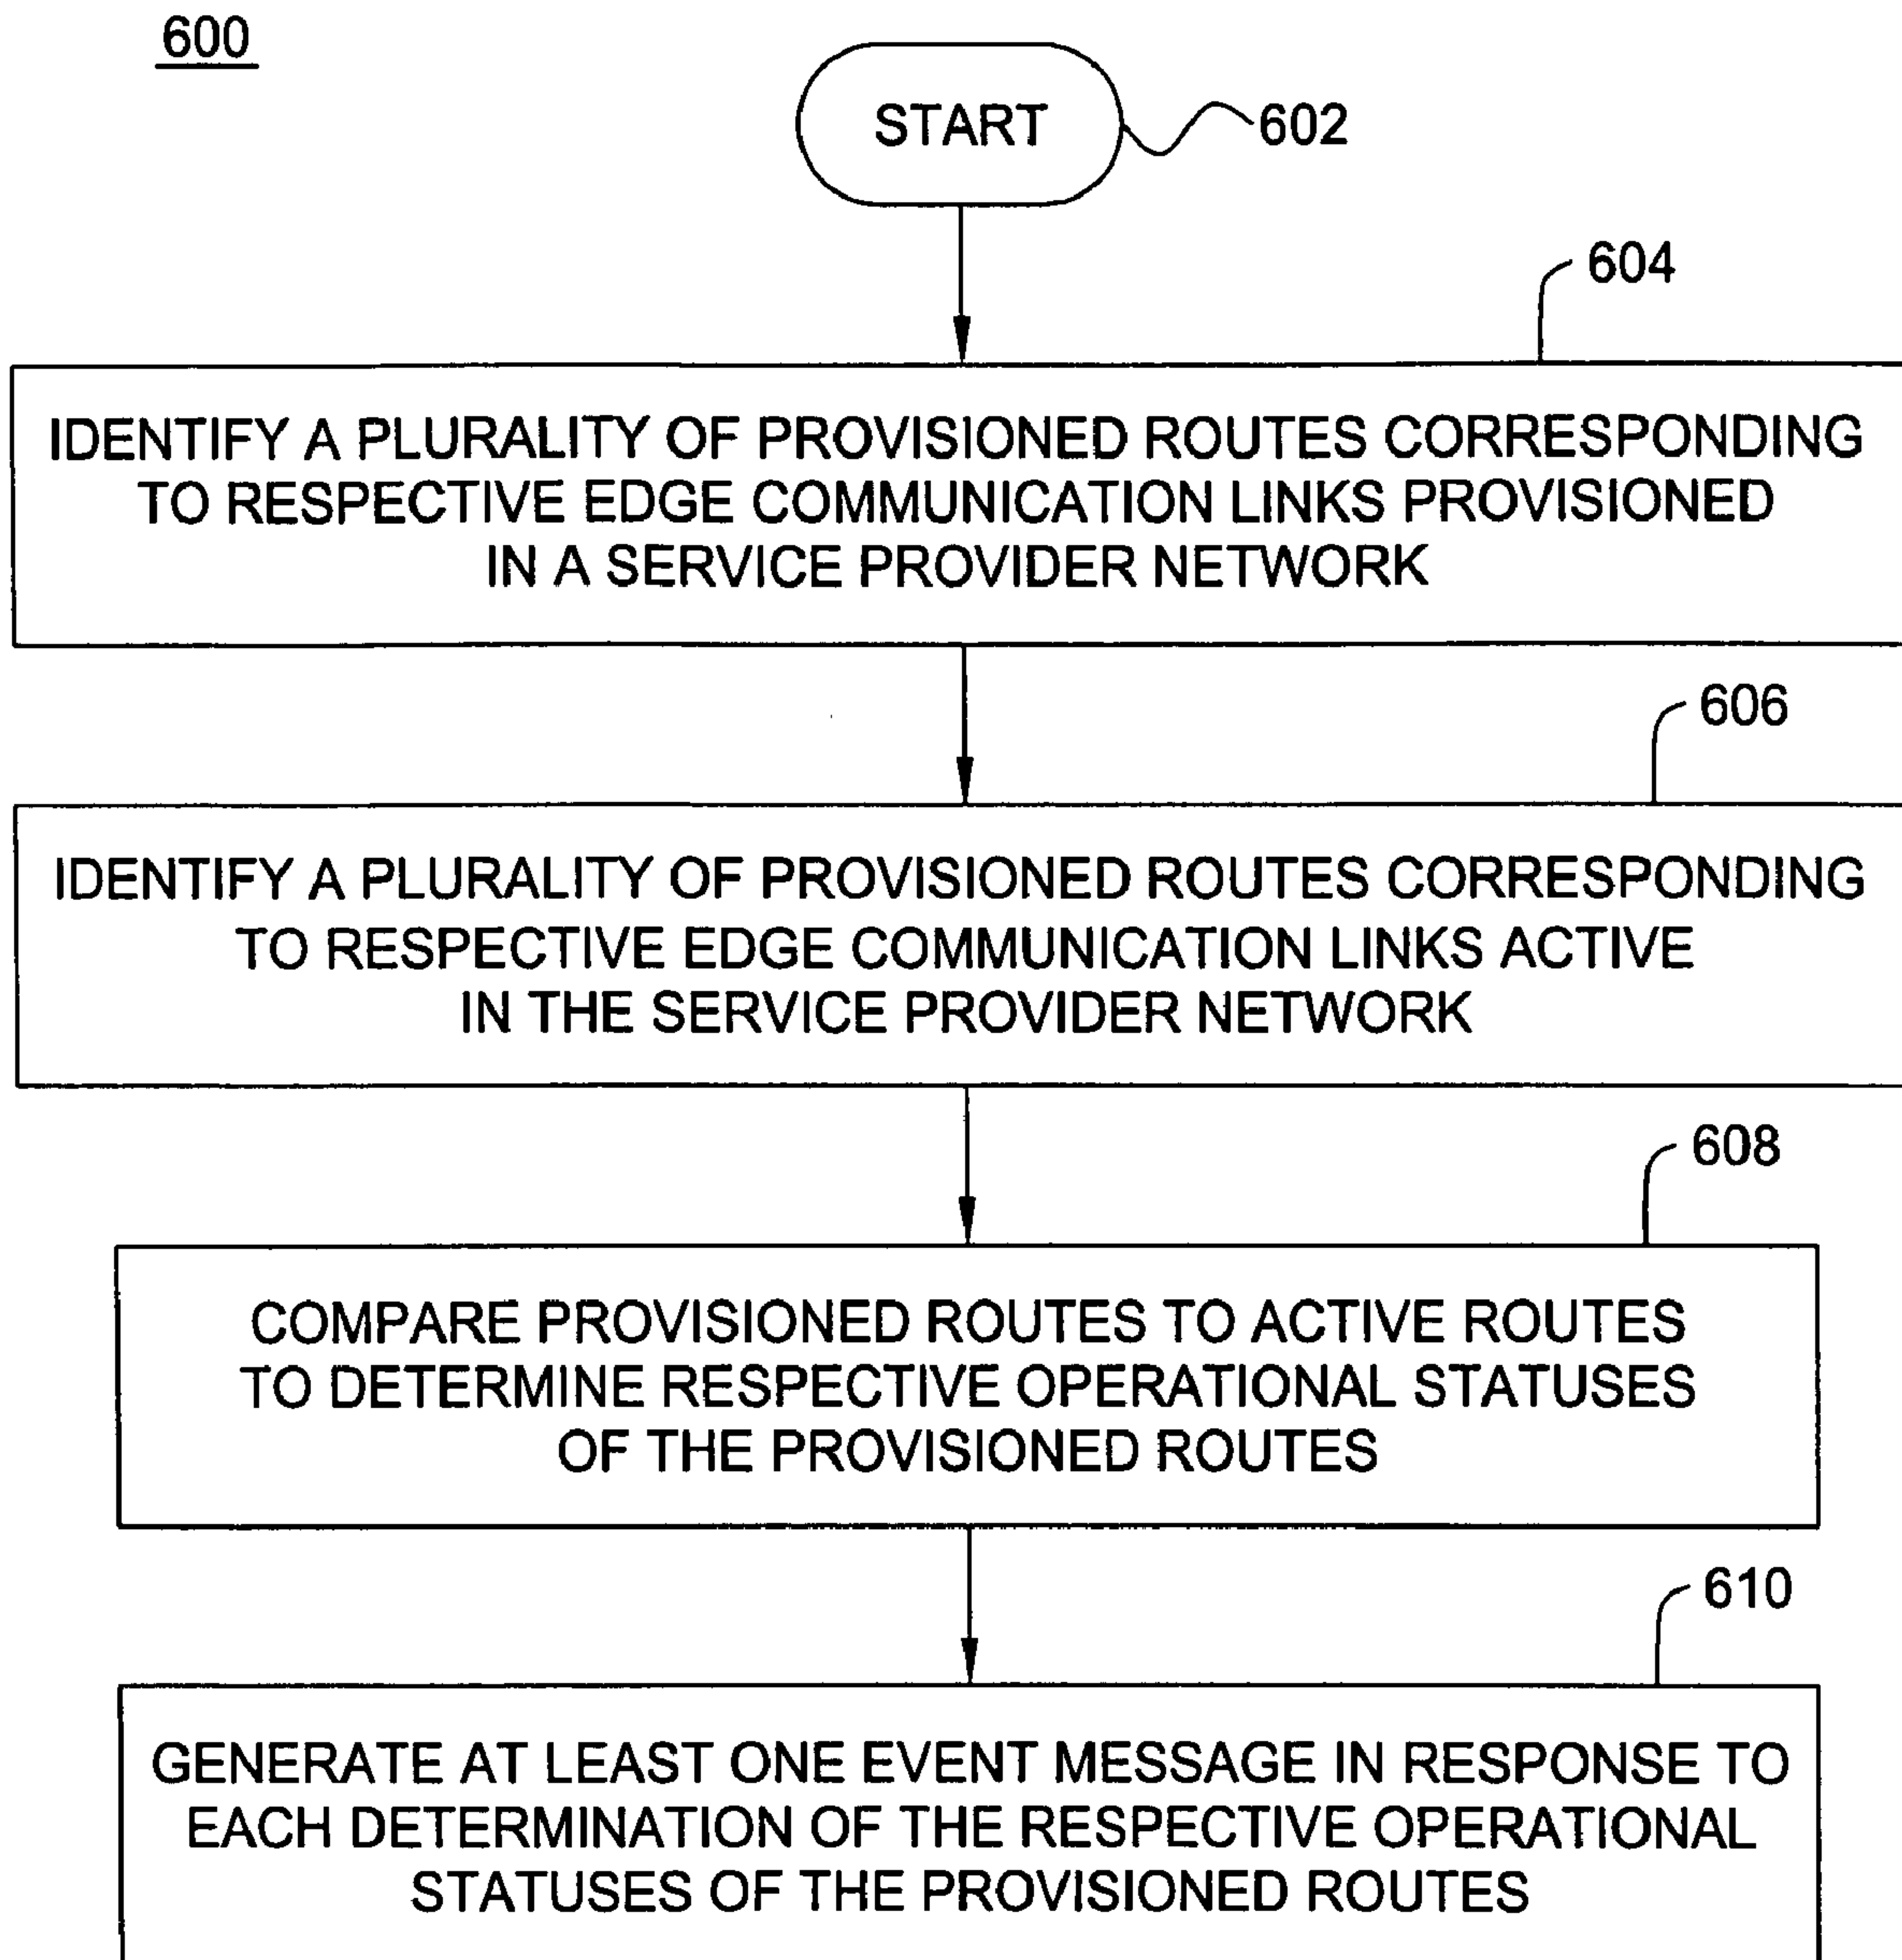 600
START
602
604
IDENTIFY A PLURALITY OF PROVISIONED ROUTES CORRESPONDING
TO RESPECTIVE EDGE COMMUNICATION LINKS PROVISIONED
IN A SERVICE PROVIDER NETWORK
606
IDENTIFY A PLURALITY OF PROVISIONED ROUTES CORRESPONDING
TO RESPECTIVE EDGE COMMUNICATION LINKS ACTIVE
IN THE SERVICE PROVIDER NETWORK
608
COMPARE PROVISIONED ROUTES TO ACTIVE ROUTES
TO DETERMINE RESPECTIVE OPERATIONAL STATUSES
OF THE PROVISIONED ROUTES
610
GENERATE AT LEAST ONE EVENT MESSAGE IN RESPONSE TO
EACH DETERMINATION OF THE RESPECTIVE OPERATIONAL
STATUSES OF THE PROVISIONED ROUTES